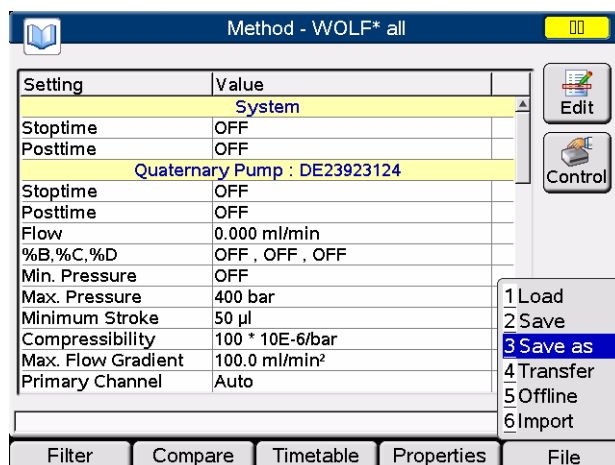 Method - WOLF* all
Setting Value
System
Edit
Stoptime OFF
Posttime OFF
Quaternary Pump : DE23923124
Control
Stoptime OFF
Posttime OFF
Flow 0.000 ml/min
%B,%C,%D OFF , OFF , OFF
Min. Pressure OFF
Max. Pressure 400 bar
Minimum Stroke 50 µl
Compressibility 100 * 10E-6/bar
Max. Flow Gradient 100.0 ml/min²
Primary Channel Auto
1 Load
2 Save
3 Save as
4 Transfer
5 Offline
6 Import
Filter Compare Timetable Properties File